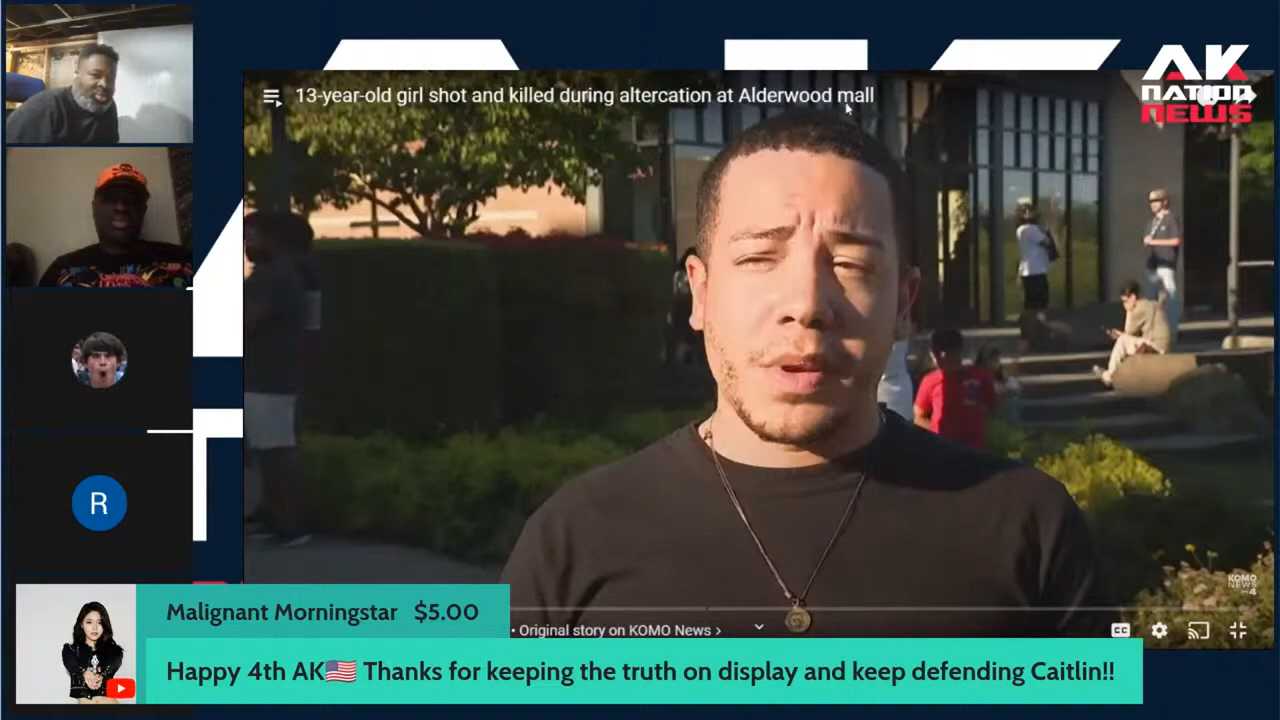 13-year-old girl shot and killed during altercation at Alderwood mall
AK
NATION
NEWS
R
KOMO
NEWS
4
• Original story on KOMO News ›
CC
Malignant Morningstar $5.00
Happy 4th AK🇺🇸 Thanks for keeping the truth on display and keep defending Caitlin!!